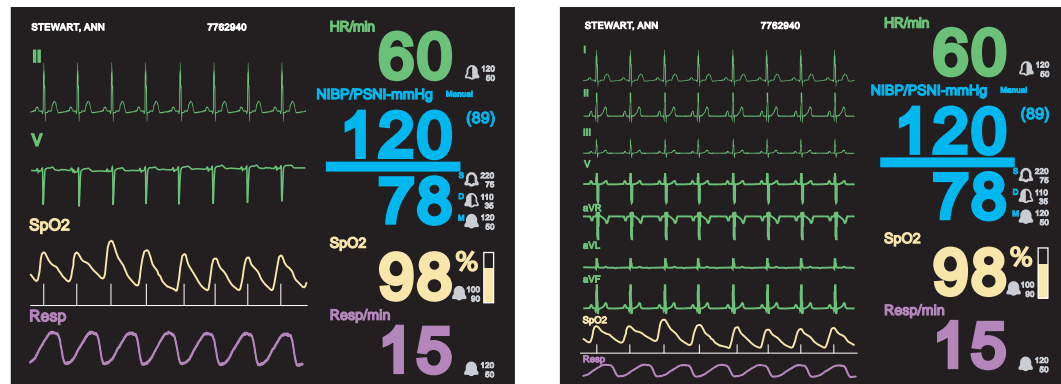 STEWART, ANN 7762940
HR/min
II
60
120
50
NIBP/PSNI-mmHg Manual
120 (89)
V
78
S 220
75
D 110
35
M 120
50
SpO2
SpO2
98 %
100
90
Resp
Resp/min
15
120
50
STEWART, ANN 7762940
HR/min
I
60
120
50
II
NIBP/PSNI-mmHg Manual
120 (89)
III
V
78
S 220
75
D 110
35
M 120
50
aVR
aVL
SpO2
98 %
aVF
100
90
SpO2
Resp/min
15
Resp
120
50